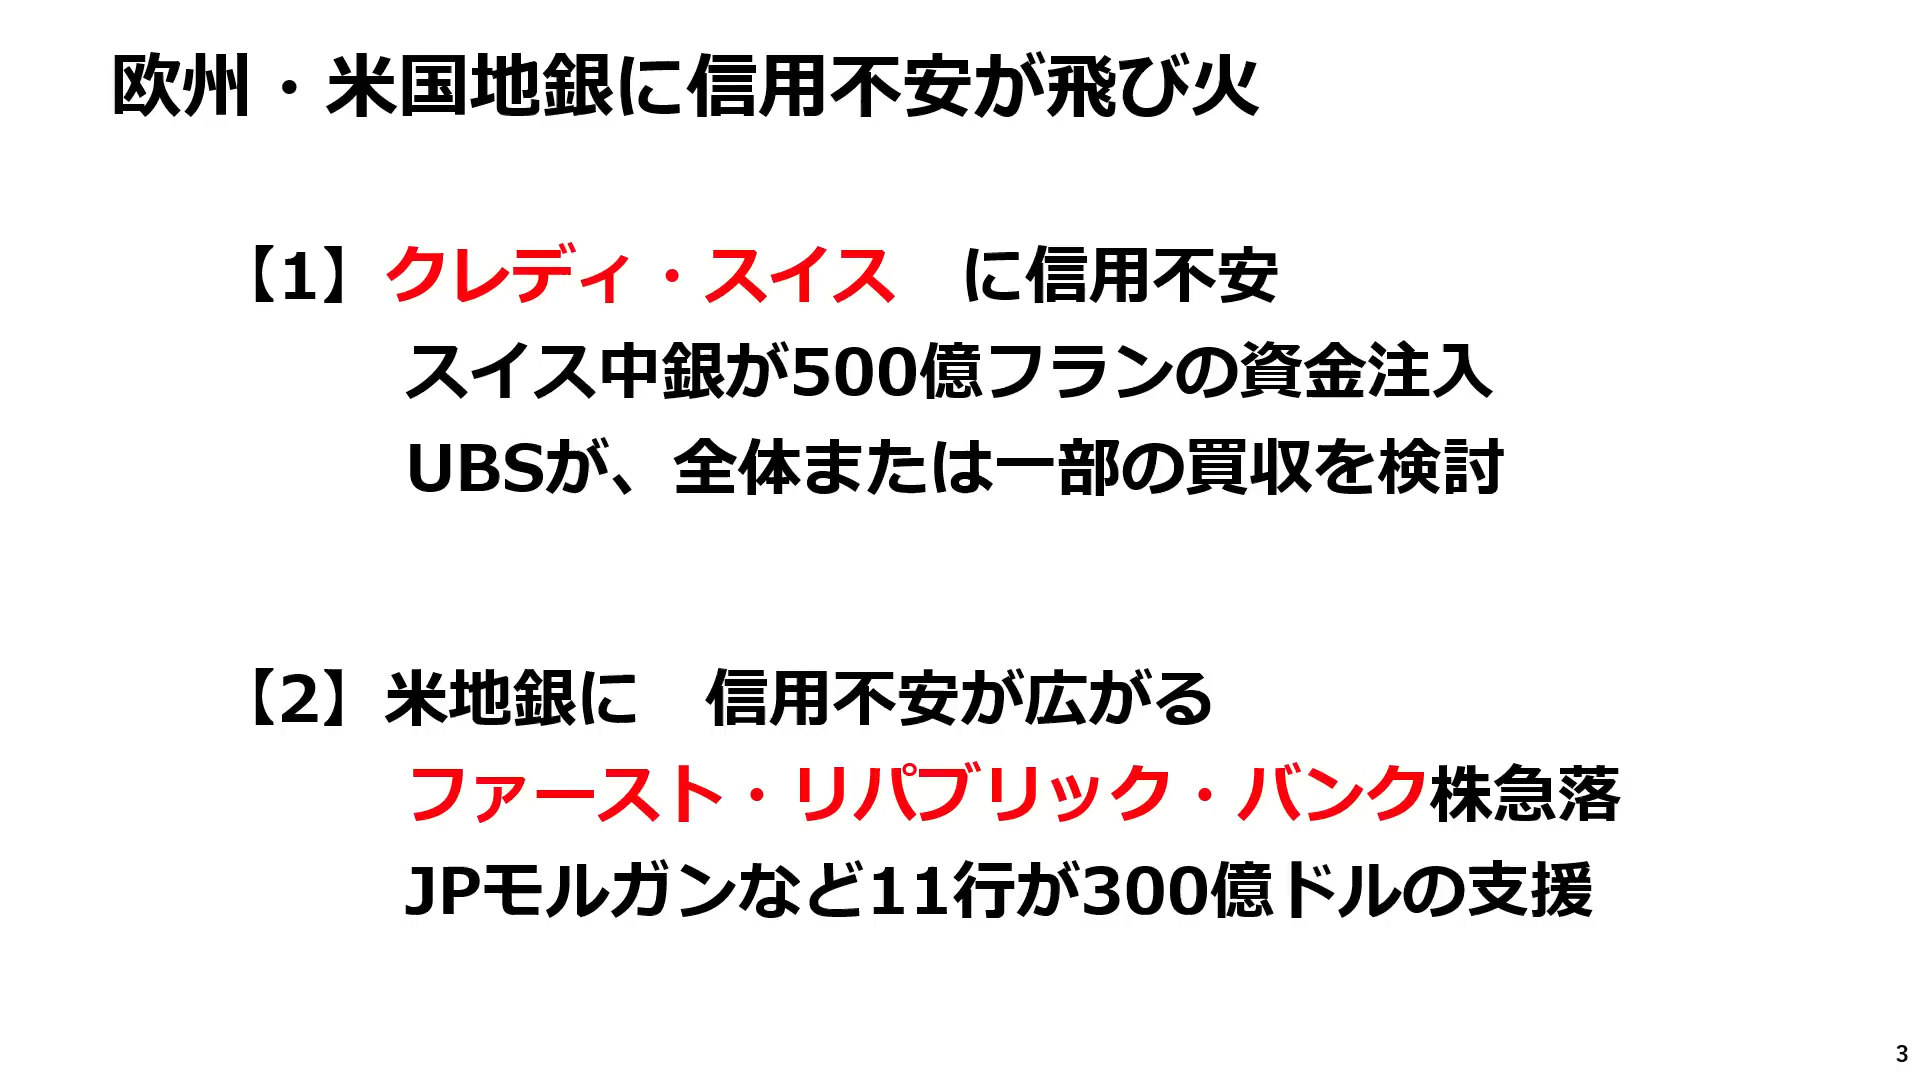 欧州・米国地銀に信用不安が飛び火
【1】クレディ・スイス　に信用不安
スイス中銀が500億フランの資金注入
UBSが、全体または一部の買収を検討
【2】米地銀に　信用不安が広がる
ファースト・リパブリック・バンク株急落
JPモルガンなど11行が300億ドルの支援
3